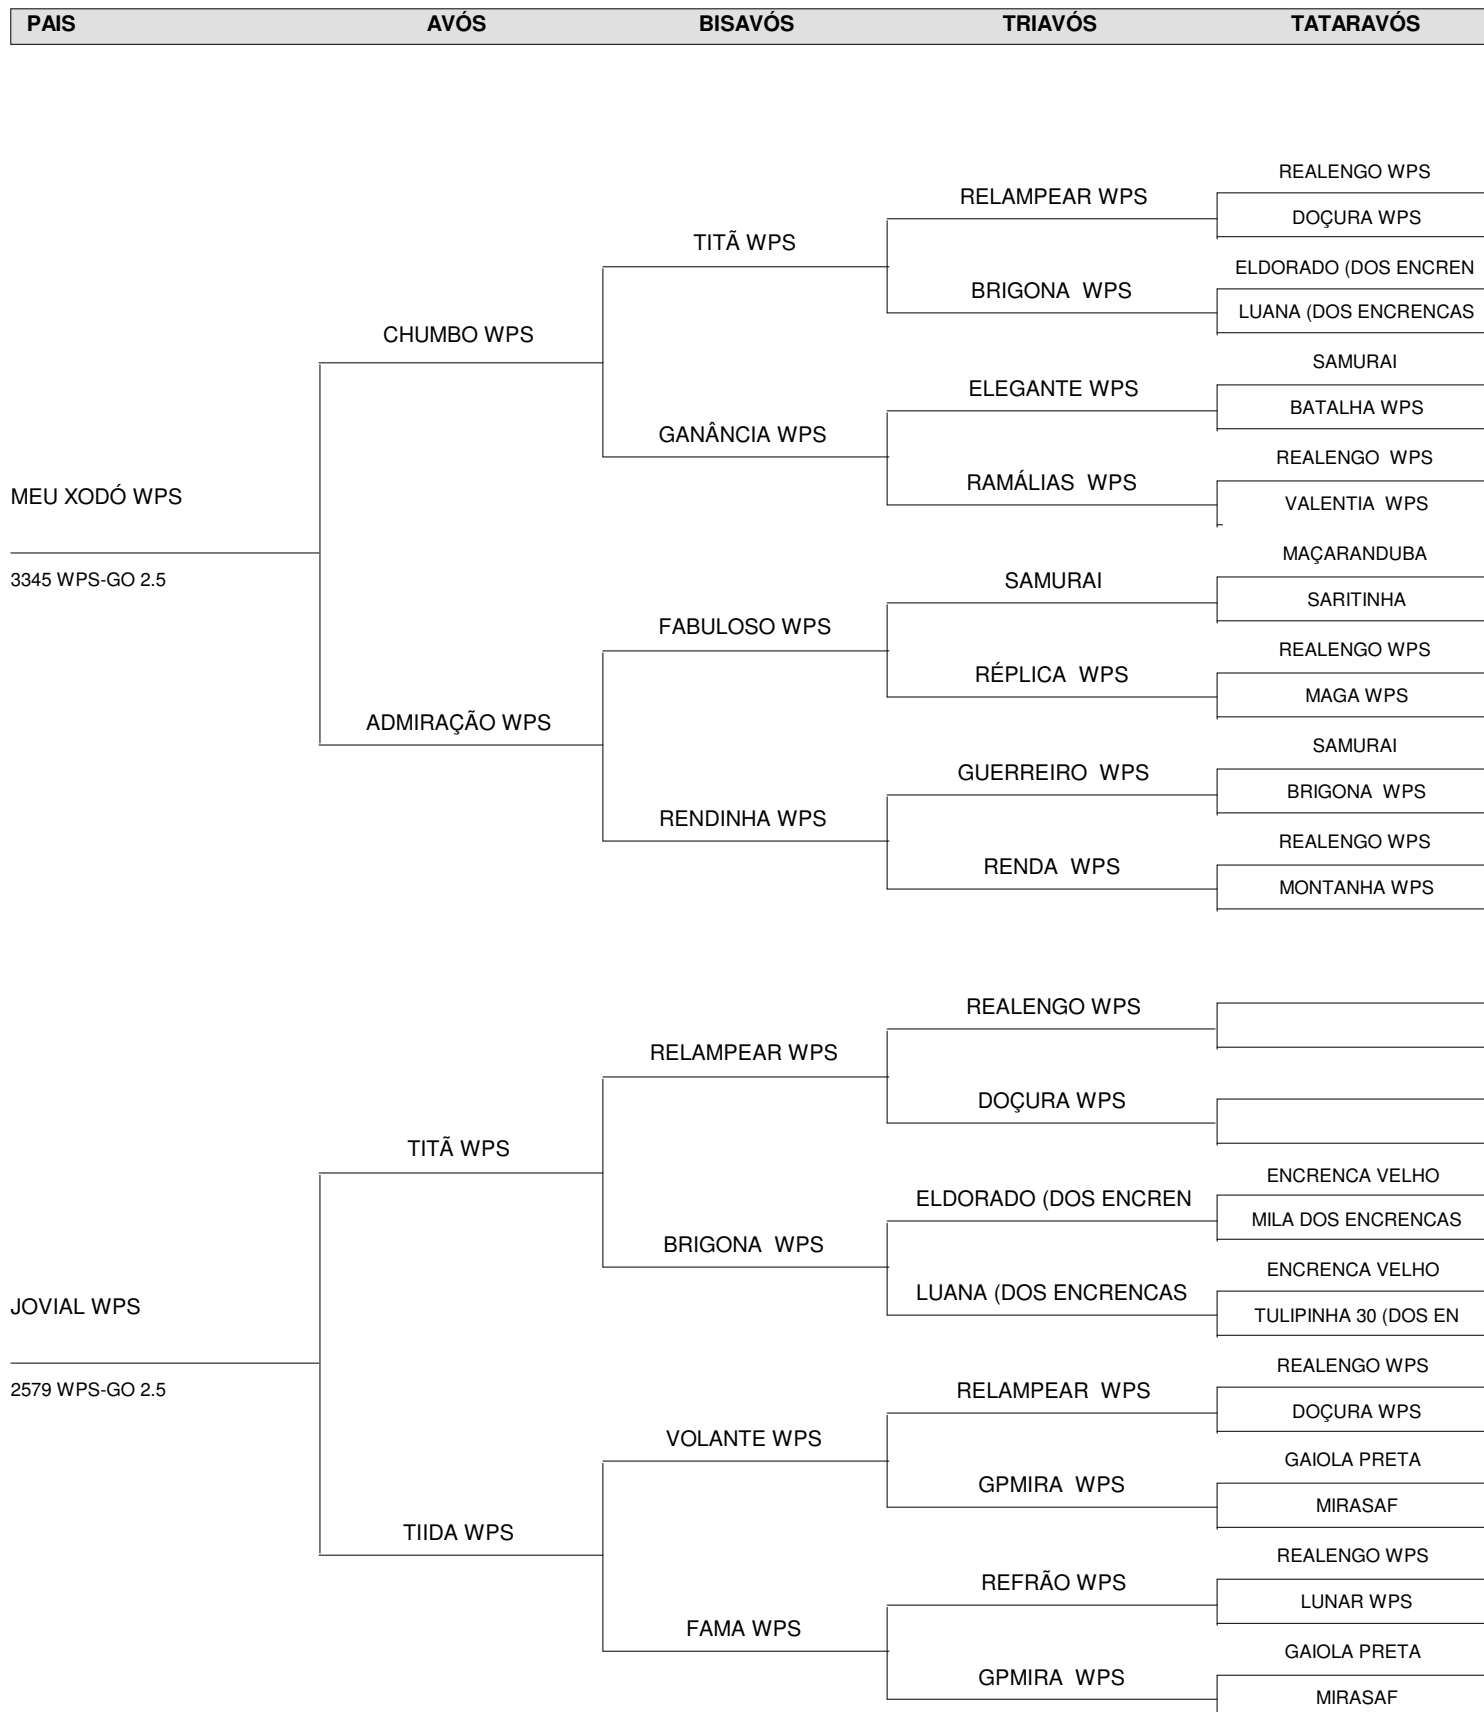 PAIS AVÓS BISAVÓS TRIAVÓS TATARAVÓS
REALENGO WPS
RELAMPEAR WPS
DOÇURA WPS
TITÃ WPS
ELDORADO (DOS ENCREN
BRIGONA WPS
LUANA (DOS ENCRENCAS
CHUMBO WPS
SAMURAI
ELEGANTE WPS
BATALHA WPS
GANÂNCIA WPS
REALENGO WPS
RAMÁLIAS WPS
MEU XODÓ WPS
VALENTIA WPS
MAÇARANDUBA
3345 WPS-GO 2.5
SAMURAI
SARITINHA
FABULOSO WPS
REALENGO WPS
RÉPLICA WPS
MAGA WPS
ADMIRAÇÃO WPS
SAMURAI
GUERREIRO WPS
BRIGONA WPS
RENDINHA WPS
REALENGO WPS
RENDA WPS
MONTANHA WPS
REALENGO WPS
RELAMPEAR WPS
DOÇURA WPS
TITÃ WPS
ENCRENCA VELHO
ELDORADO (DOS ENCREN
MILA DOS ENCRENCAS
BRIGONA WPS
ENCRENCA VELHO
LUANA (DOS ENCRENCAS
JOVIAL WPS
TULIPINHA 30 (DOS EN
REALENGO WPS
2579 WPS-GO 2.5
RELAMPEAR WPS
DOÇURA WPS
VOLANTE WPS
GAIOLA PRETA
GPMIRA WPS
MIRASAF
TIIDA WPS
REALENGO WPS
REFRÃO WPS
LUNAR WPS
FAMA WPS
GAIOLA PRETA
GPMIRA WPS
MIRASAF